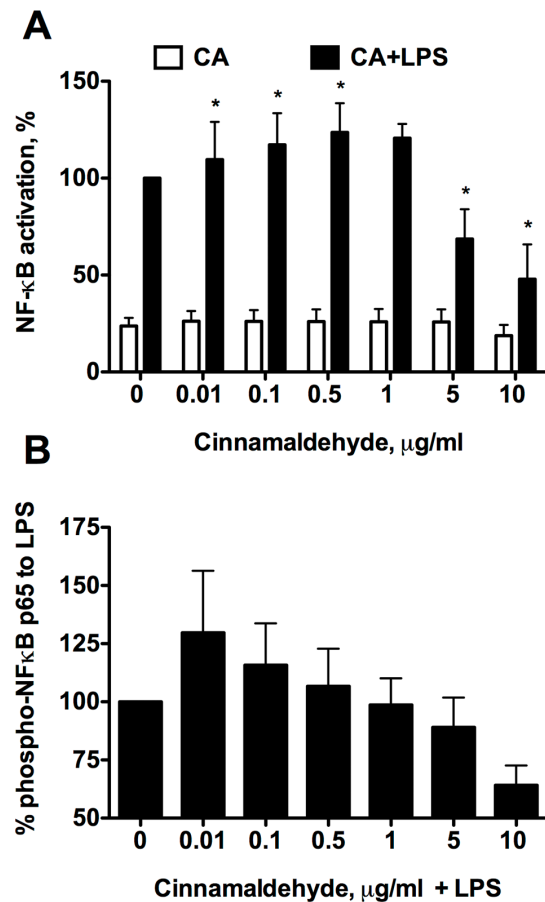 A
CA CA+LPS
NF-κB activation, %
150
100
50
0
* * * * *
0 0.01 0.1 0.5 1 5 10
Cinnamaldehyde, μg/ml
B
% phospho-NFκB p65 to LPS
175
150
125
100
75
50
0 0.01 0.1 0.5 1 5 10
Cinnamaldehyde, μg/ml + LPS